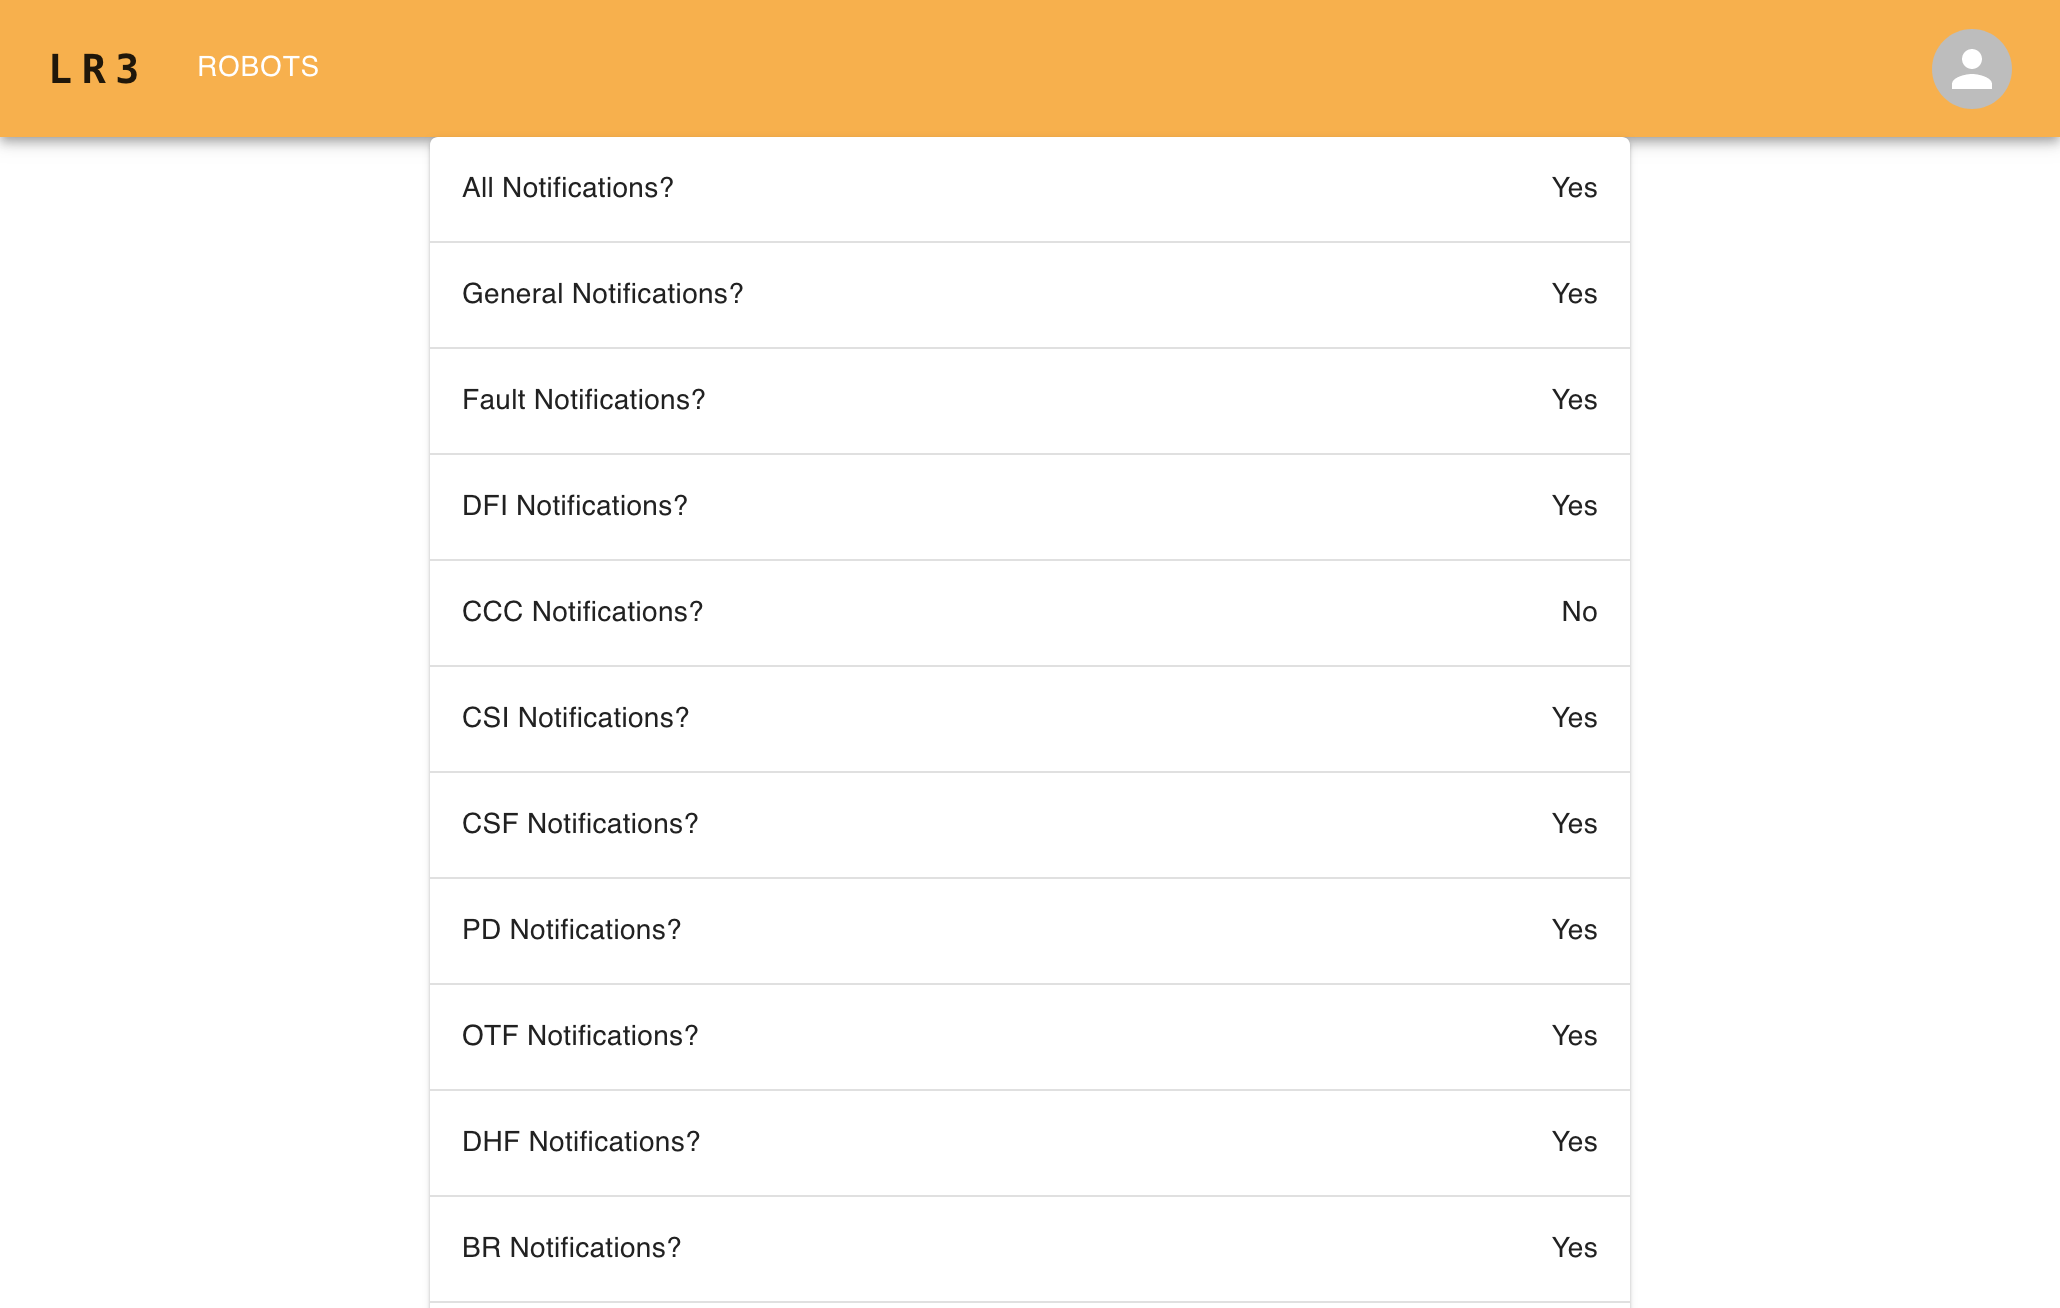 LR3 ROBOTS
All Notifications? Yes
General Notifications? Yes
Fault Notifications? Yes
DFI Notifications? Yes
CCC Notifications? No
CSI Notifications? Yes
CSF Notifications? Yes
PD Notifications? Yes
OTF Notifications? Yes
DHF Notifications? Yes
BR Notifications? Yes